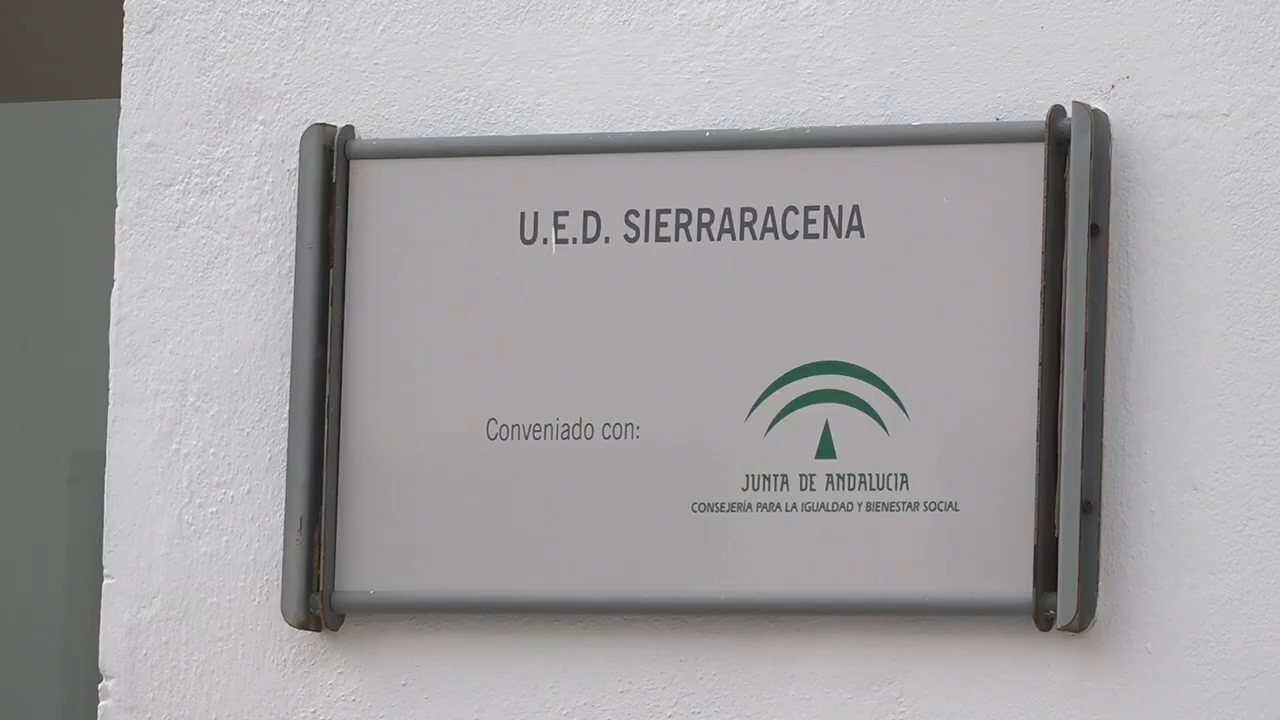 U.E.D. SIERRARACENA
Conveniado con:
JUNTA DE ANDALUCIA
CONSEJERÍA PARA LA IGUALDAD Y BIENESTAR SOCIAL